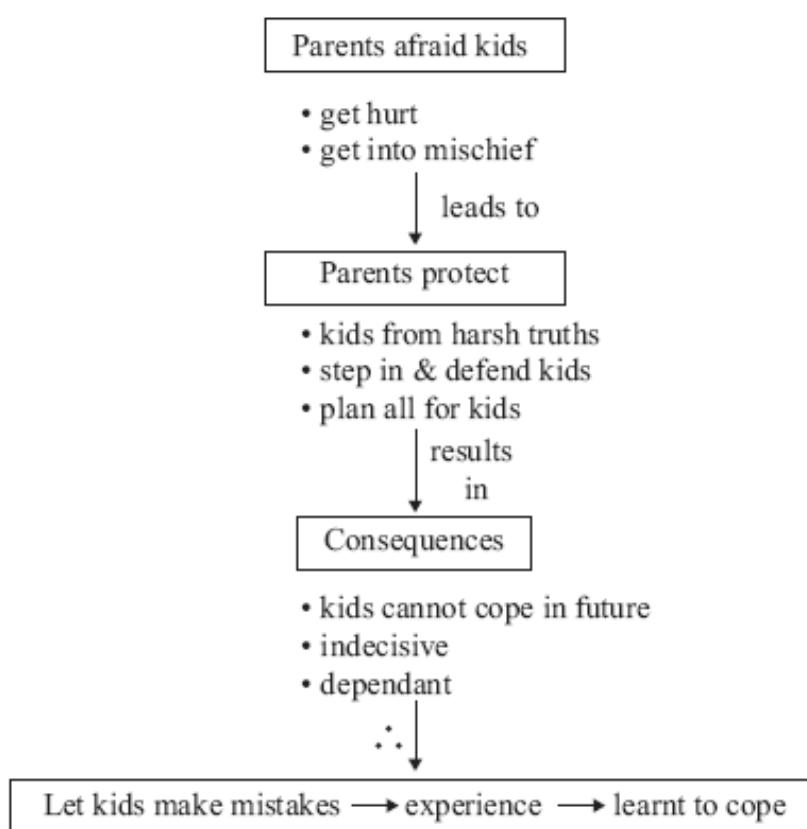 Parents afraid kids
• get hurt
• get into mischief
leads to
Parents protect
• kids from harsh truths
• step in & defend kids
• plan all for kids
results
in
Consequences
• kids cannot cope in future
• indecisive
• dependant
∴
Let kids make mistakes → experience → learnt to cope